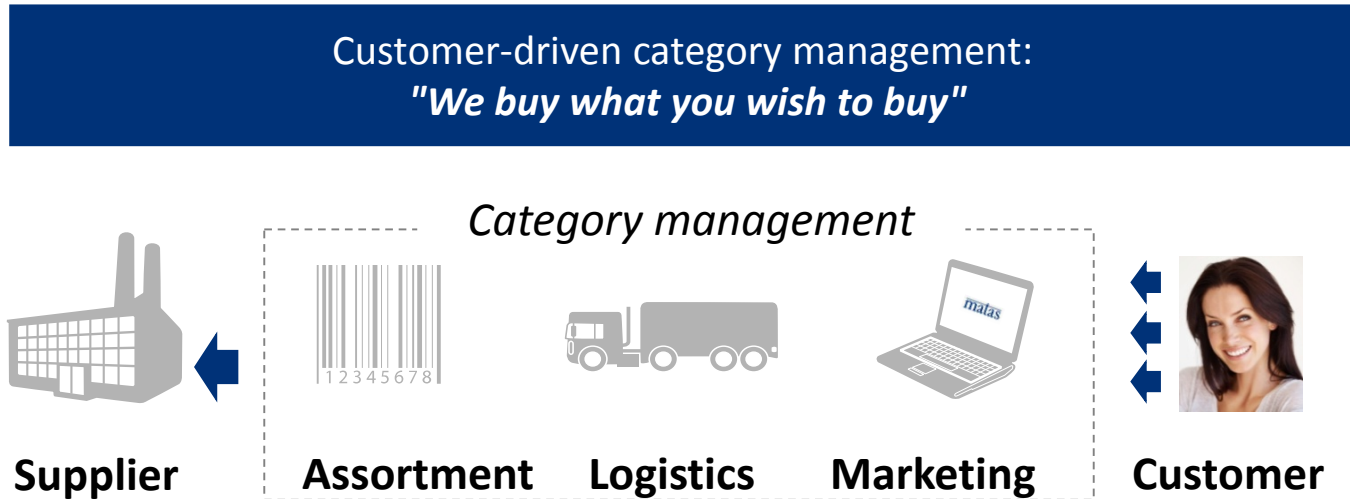 Customer-driven category management:
"We buy what you wish to buy"
Category management
12345678
matas
Supplier
Assortment
Logistics
Marketing
Customer